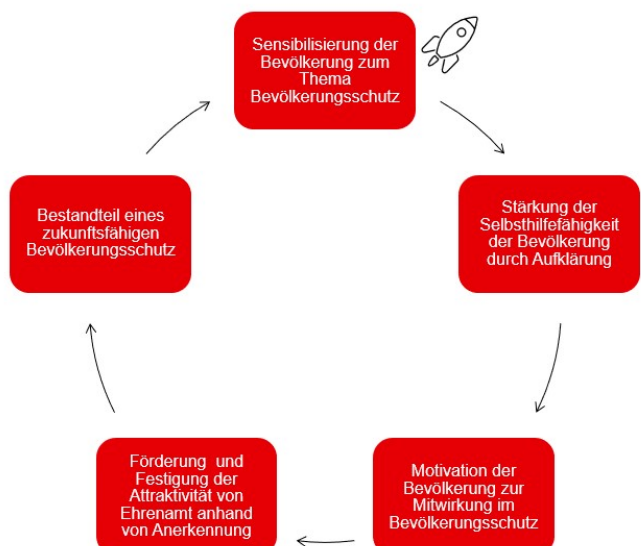 Sensibilisierung der
Bevölkerung zum
Thema
Bevölkerungsschutz
Stärkung der
Selbsthilfefähigkeit
der Bevölkerung
durch Aufklärung
Motivation der
Bevölkerung zur
Mitwirkung im
Bevölkerungsschutz
Förderung und
Festigung der
Attraktivität von
Ehrenamt anhand
von Anerkennung
Bestandteil eines
zukunftsfähigen
Bevölkerungsschutz